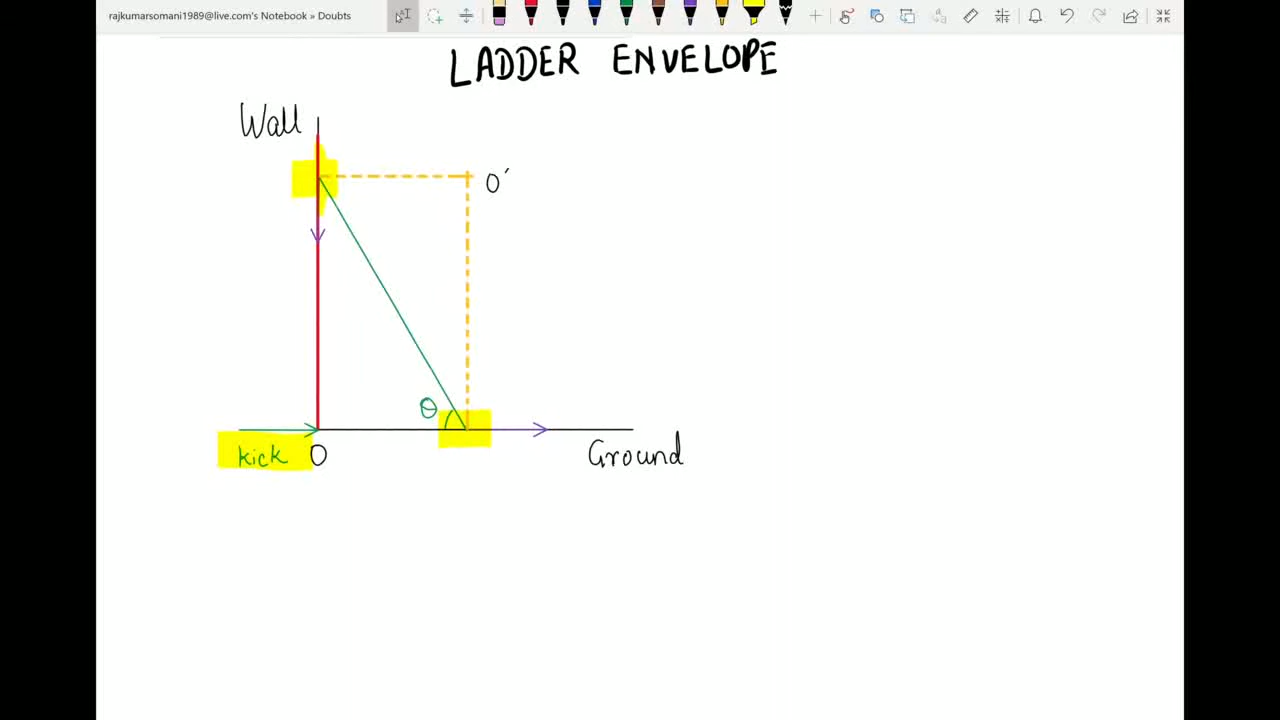 rajkumarsomani1989@live.com's Notebook » Doubts
LADDER ENVELOPE
Wall
O´
θ
kick O
Ground